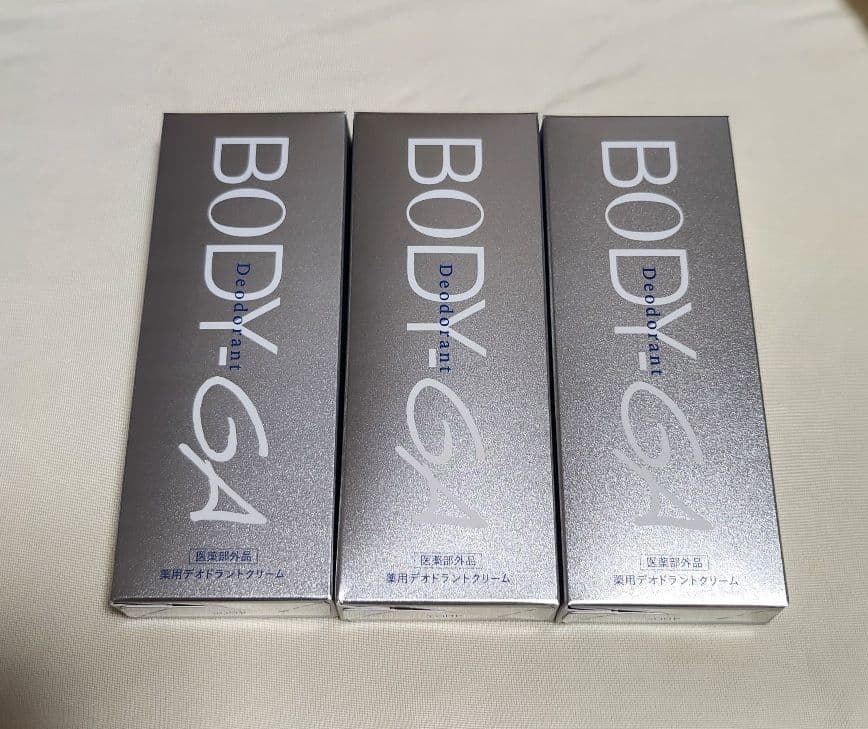 BODY-GA
Deodorant
医薬部外品
薬用デオドラントクリーム
BODY-GA
Deodorant
医薬部外品
薬用デオドラントクリーム
BODY-GA
Deodorant
医薬部外品
薬用デオドラントクリーム